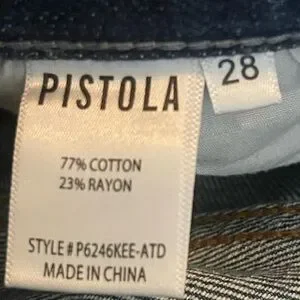 PISTOLA
28
77% COTTON
23% RAYON
STYLE # P6246KEE-ATD
MADE IN CHINA